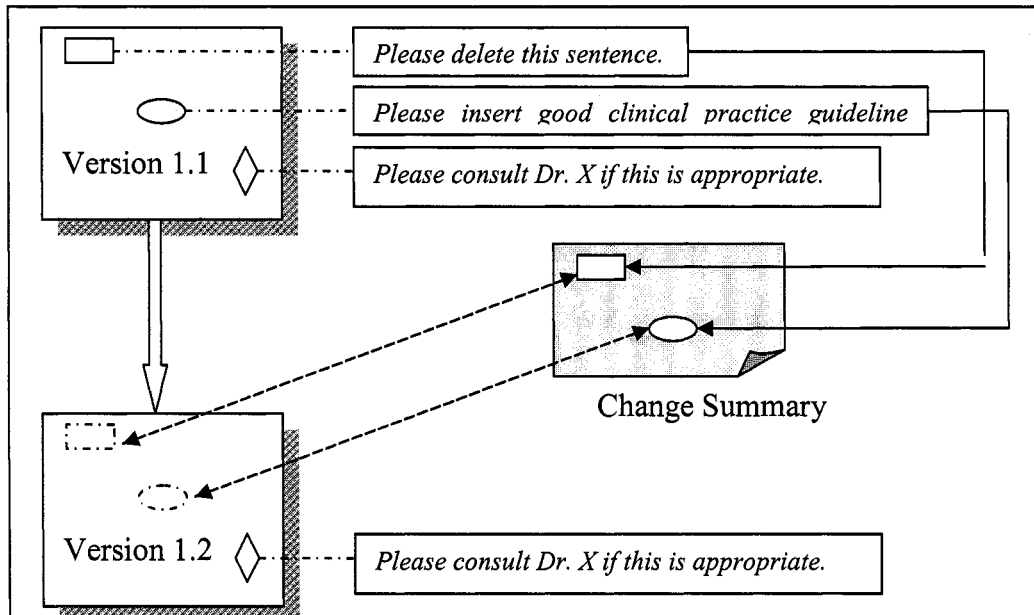 Please delete this sentence.
Please insert good clinical practice guideline
Version 1.1
Please consult Dr. X if this is appropriate.
Change Summary
Version 1.2
Please consult Dr. X if this is appropriate.